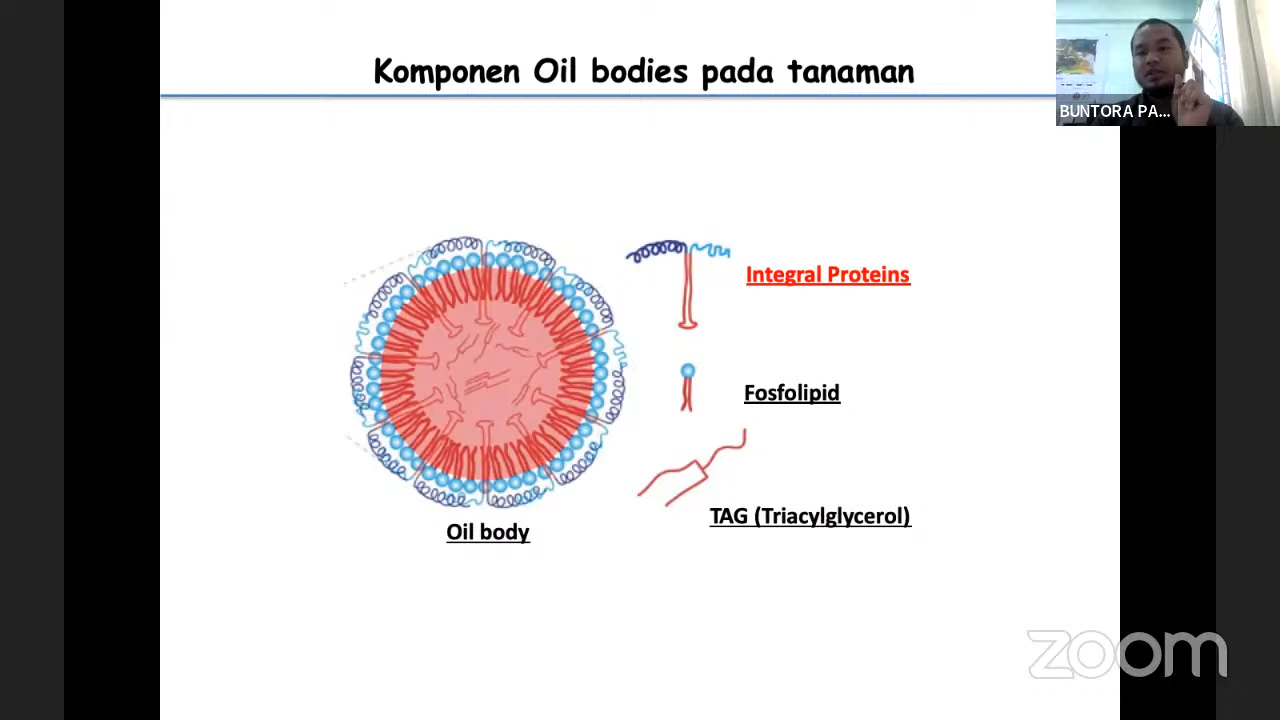 Komponen Oil bodies pada tanaman
BUNTORA PA...
Integral Proteins
Fosfolipid
TAG (Triacylglycerol)
Oil body
zoom